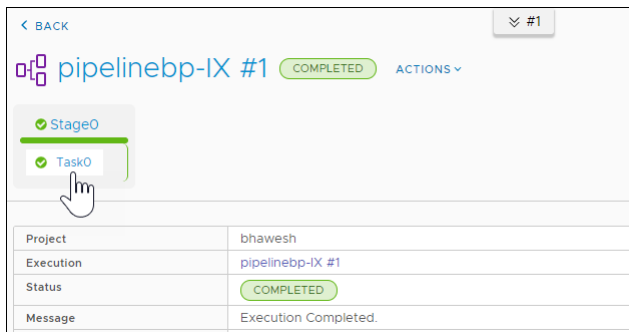 BACK
#1
pipelinebp-IX #1 COMPLETED ACTIONS
Stage0
Task0
Project bhawesh
Execution pipelinebp-IX #1
Status COMPLETED
Message Execution Completed.